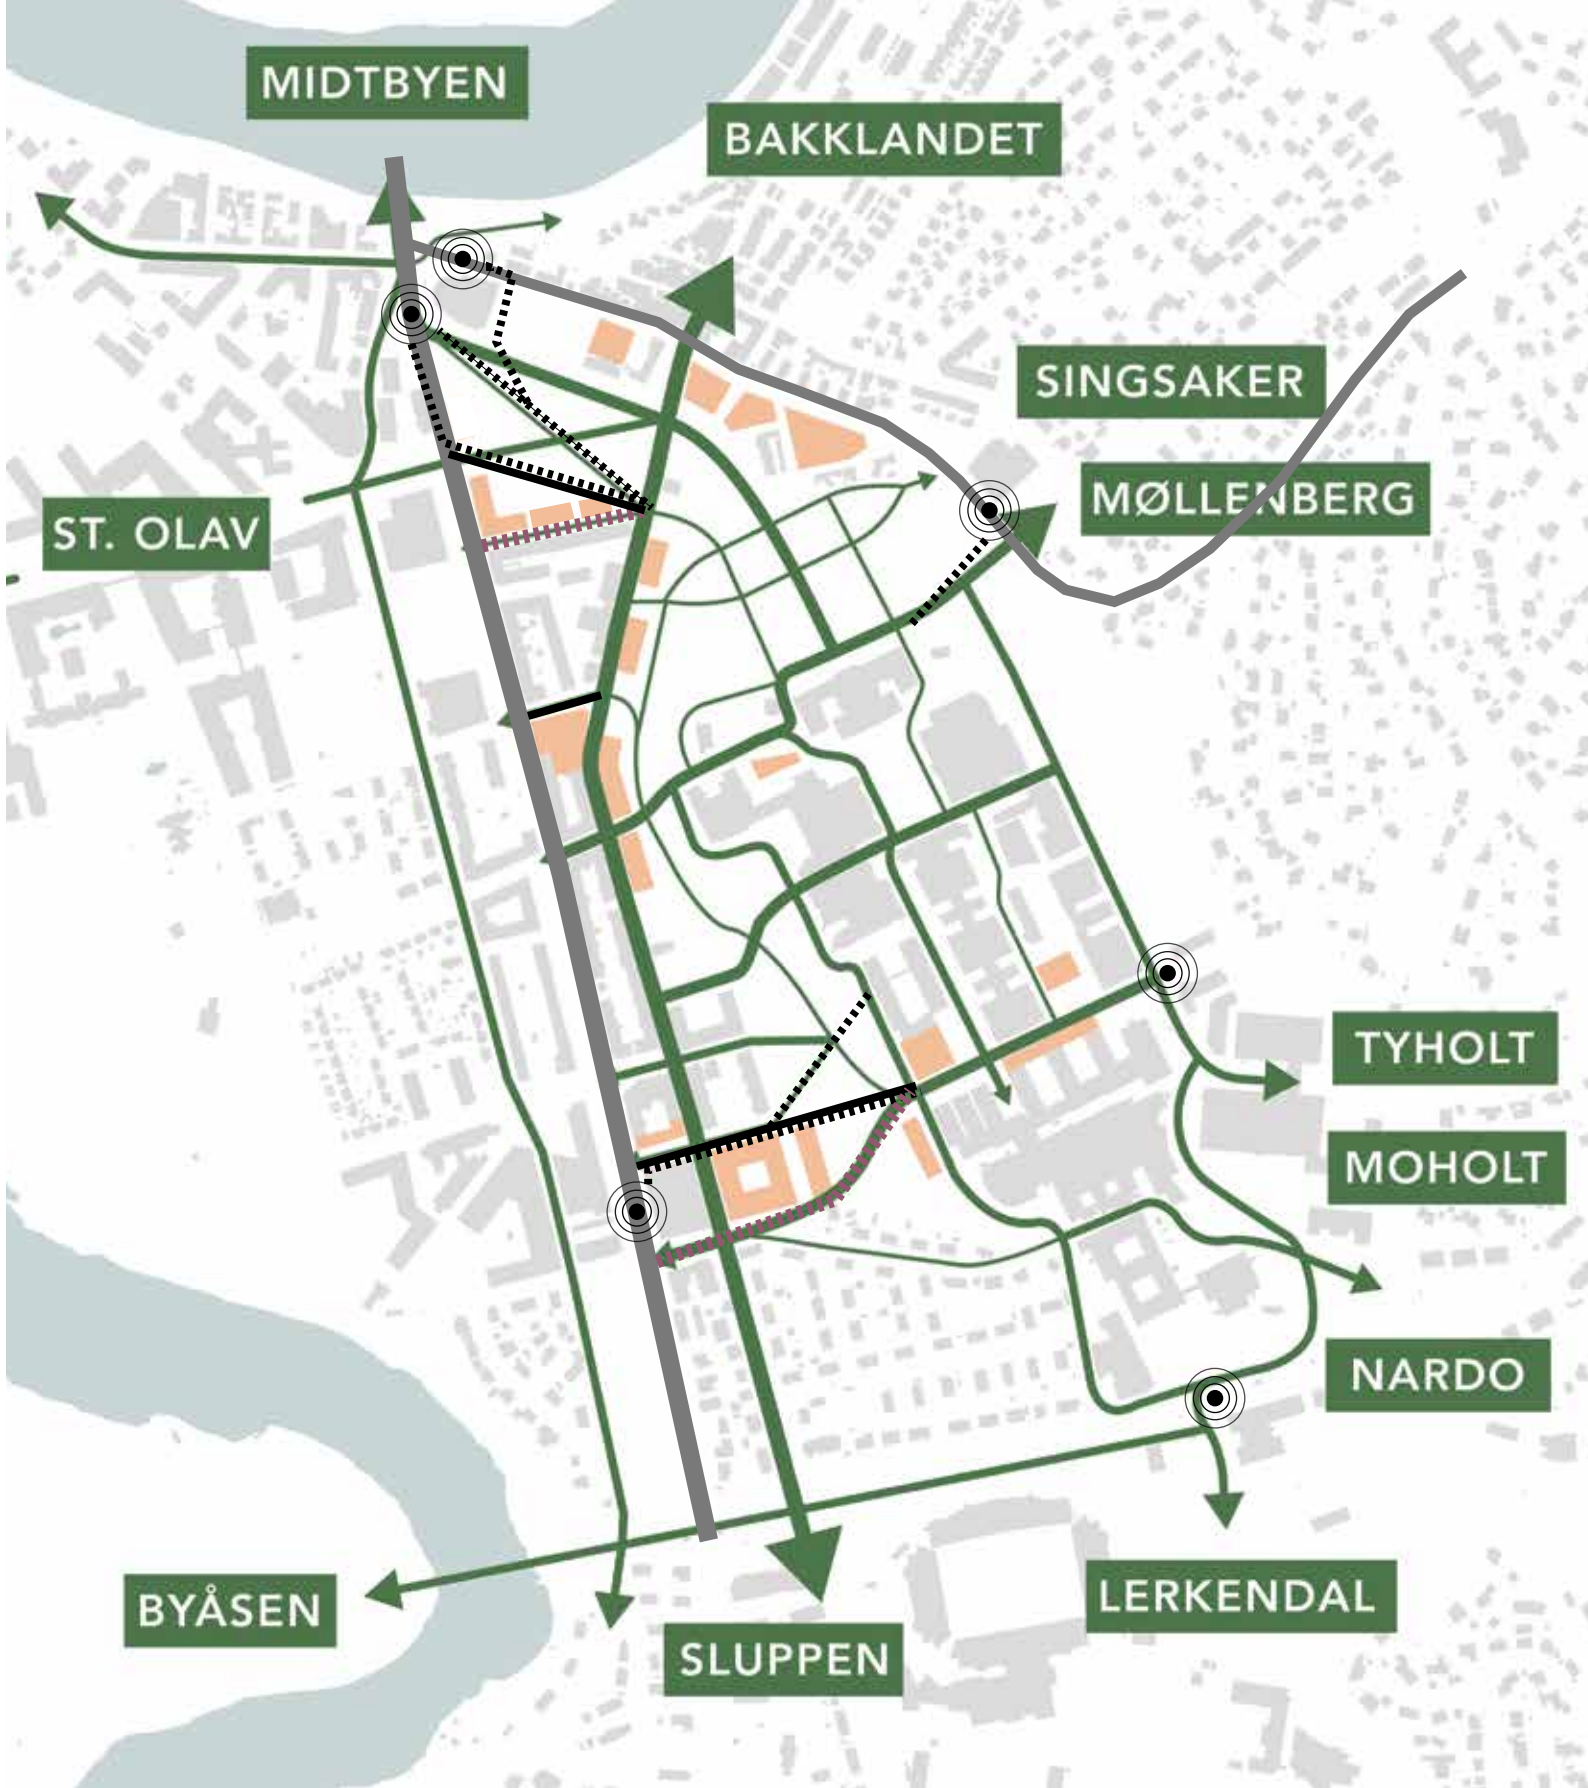 MIDTBYEN
BAKKLANDET
SINGSAKER
MØLLENBERG
ST. OLAV
TYHOLT
MOHOLT
NARDO
BYÅSEN
LERKENDAL
SLUPPEN